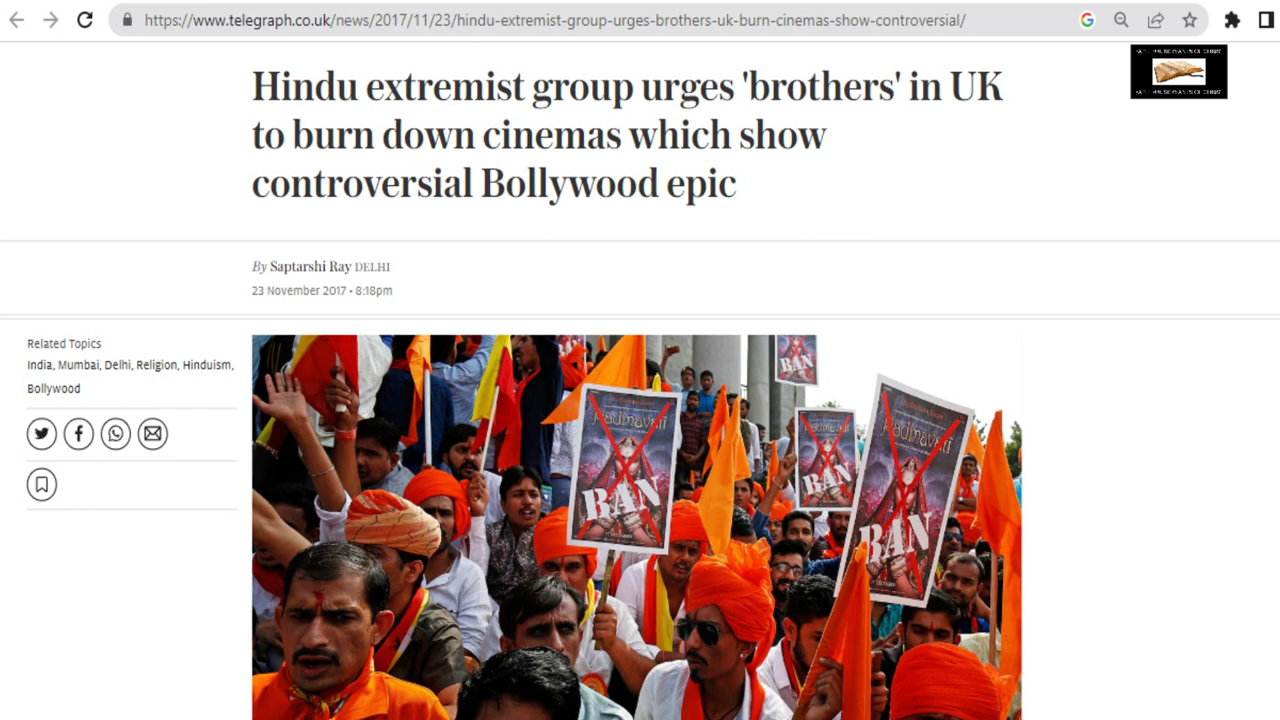 https://www.telegraph.co.uk/news/2017/11/23/hindu-extremist-group-urges-brothers-uk-burn-cinemas-show-controversial/
Hindu extremist group urges 'brothers' in UK
to burn down cinemas which show
controversial Bollywood epic
By Saptarshi Ray DELHI
23 November 2017 • 8:18pm
Related Topics
India, Mumbai, Delhi, Religion, Hinduism,
Bollywood
BAN
Padmavati
BAN
Padmavati
BAN
Padmavati
BAN